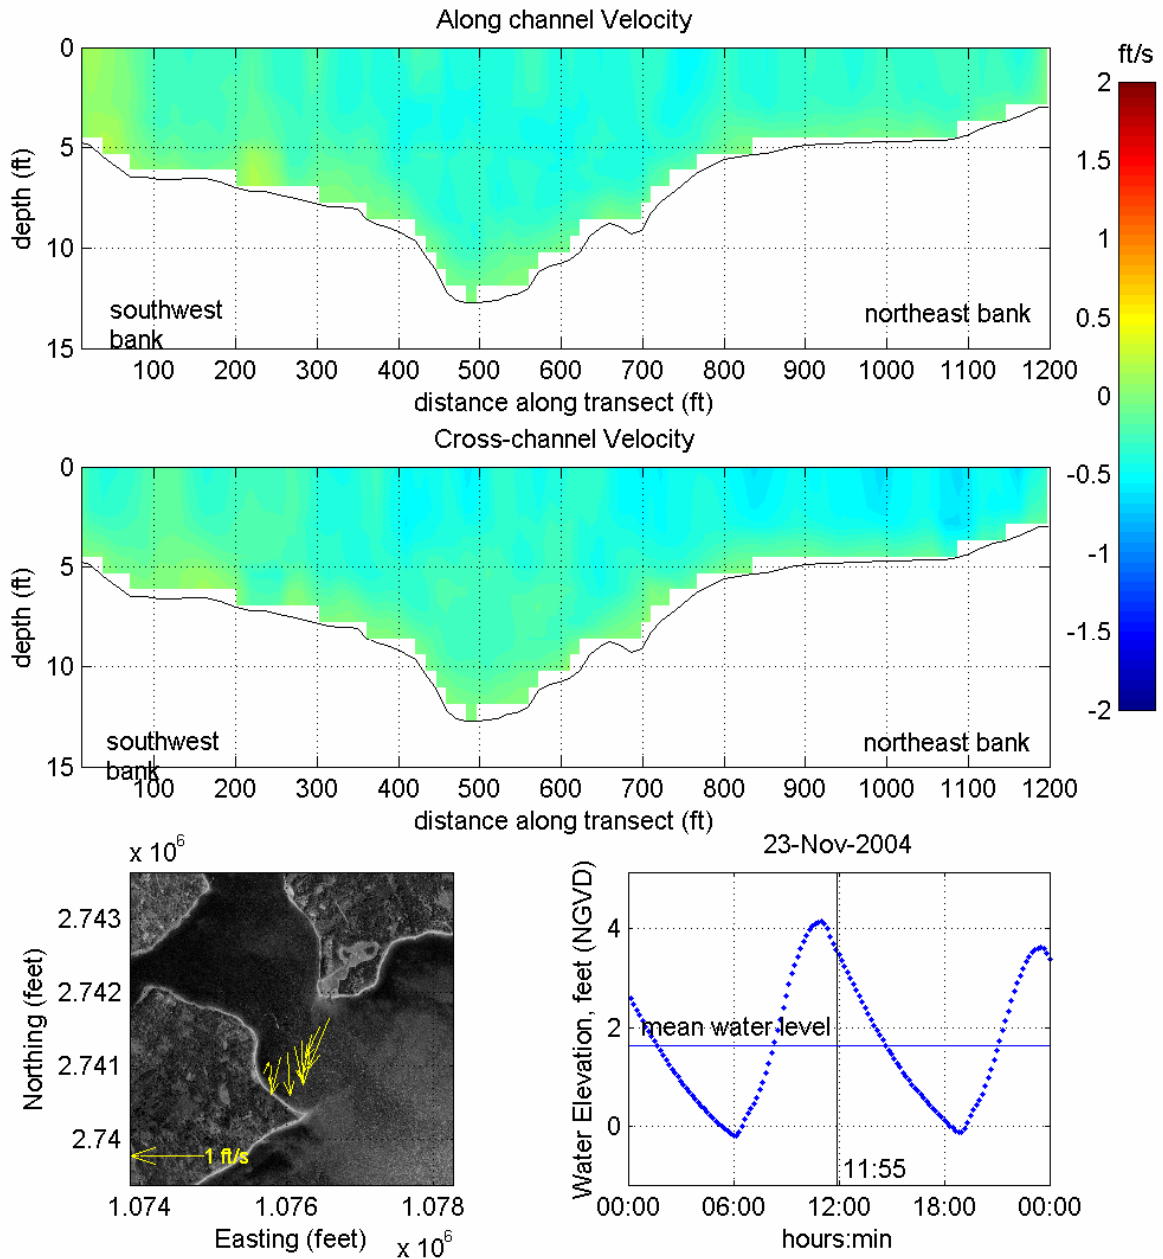 Along channel Velocity
ft/s
0
5
10
15
depth (ft)
southwest
bank
northeast bank
100 200 300 400 500 600 700 800 900 1000 1100 1200
distance along transect (ft)
2
1.5
1
0.5
0
-0.5
-1
-1.5
-2
Cross-channel Velocity
0
5
10
15
depth (ft)
southwest
bank
northeast bank
100 200 300 400 500 600 700 800 900 1000 1100 1200
distance along transect (ft)
x 10^6
2.743
2.742
2.741
2.74
Northing (feet)
1 ft/s
1.074 1.076 1.078
Easting (feet)
x 10^6
23-Nov-2004
Water Elevation, feet (NGVD)
4
2
0
mean water level
11:55
00:00 06:00 12:00 18:00 00:00
hours:min